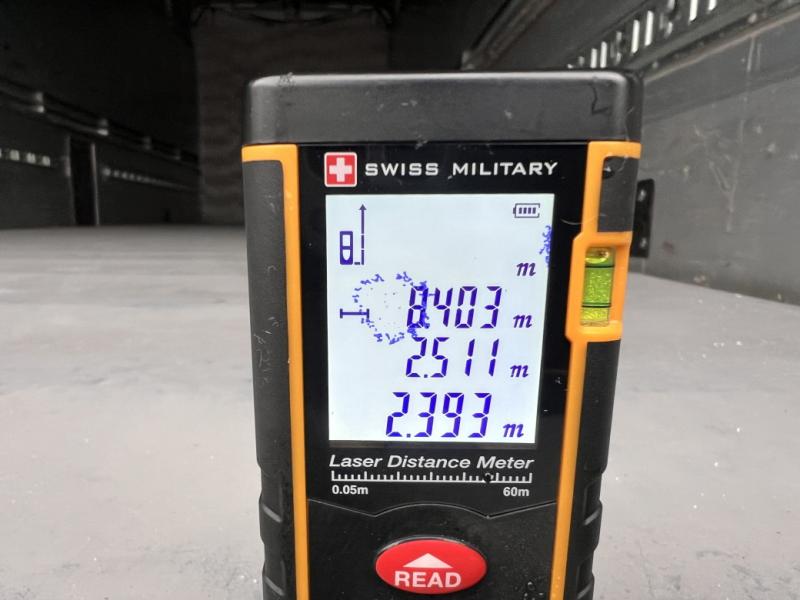 SWISS MILITARY
m
8.403 m
2.511 m
2.393 m
Laser Distance Meter
0.05m 60m
READ